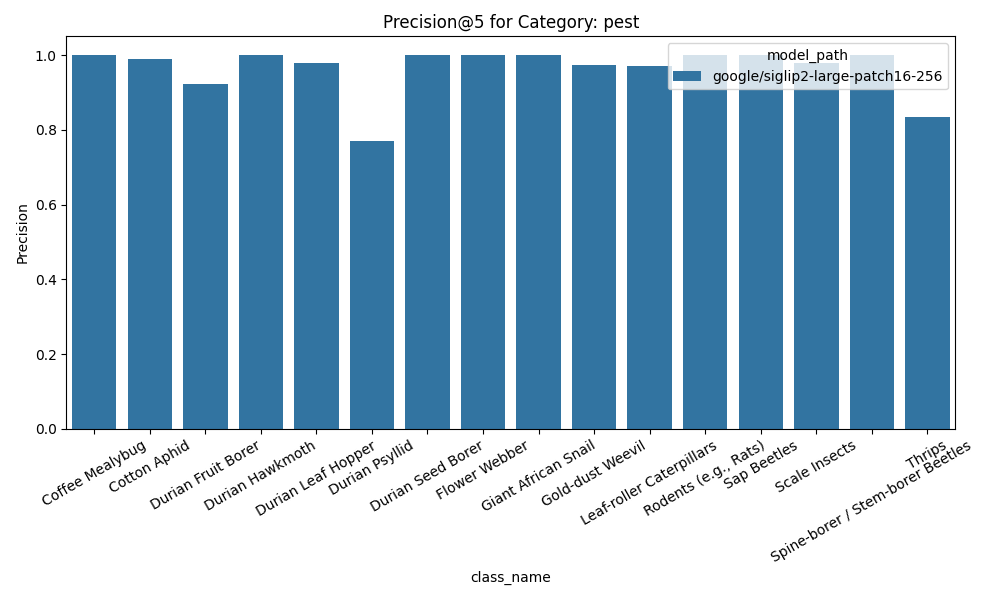 Precision@5 for Category: pest
model_path
google/siglip2-large-patch16-256
Precision
1.0
0.8
0.6
0.4
0.2
0.0
Coffee Mealybug
Cotton Aphid
Durian Fruit Borer
Durian Hawkmoth
Durian Leaf Hopper
Durian Psyllid
Durian Seed Borer
Flower Webber
Giant African Snail
Gold-dust Weevil
Leaf-roller Caterpillars
Rodents (e.g., Rats)
Sap Beetles
Scale Insects
Spine-borer / Stem-borer Beetles
Thrips
class_name